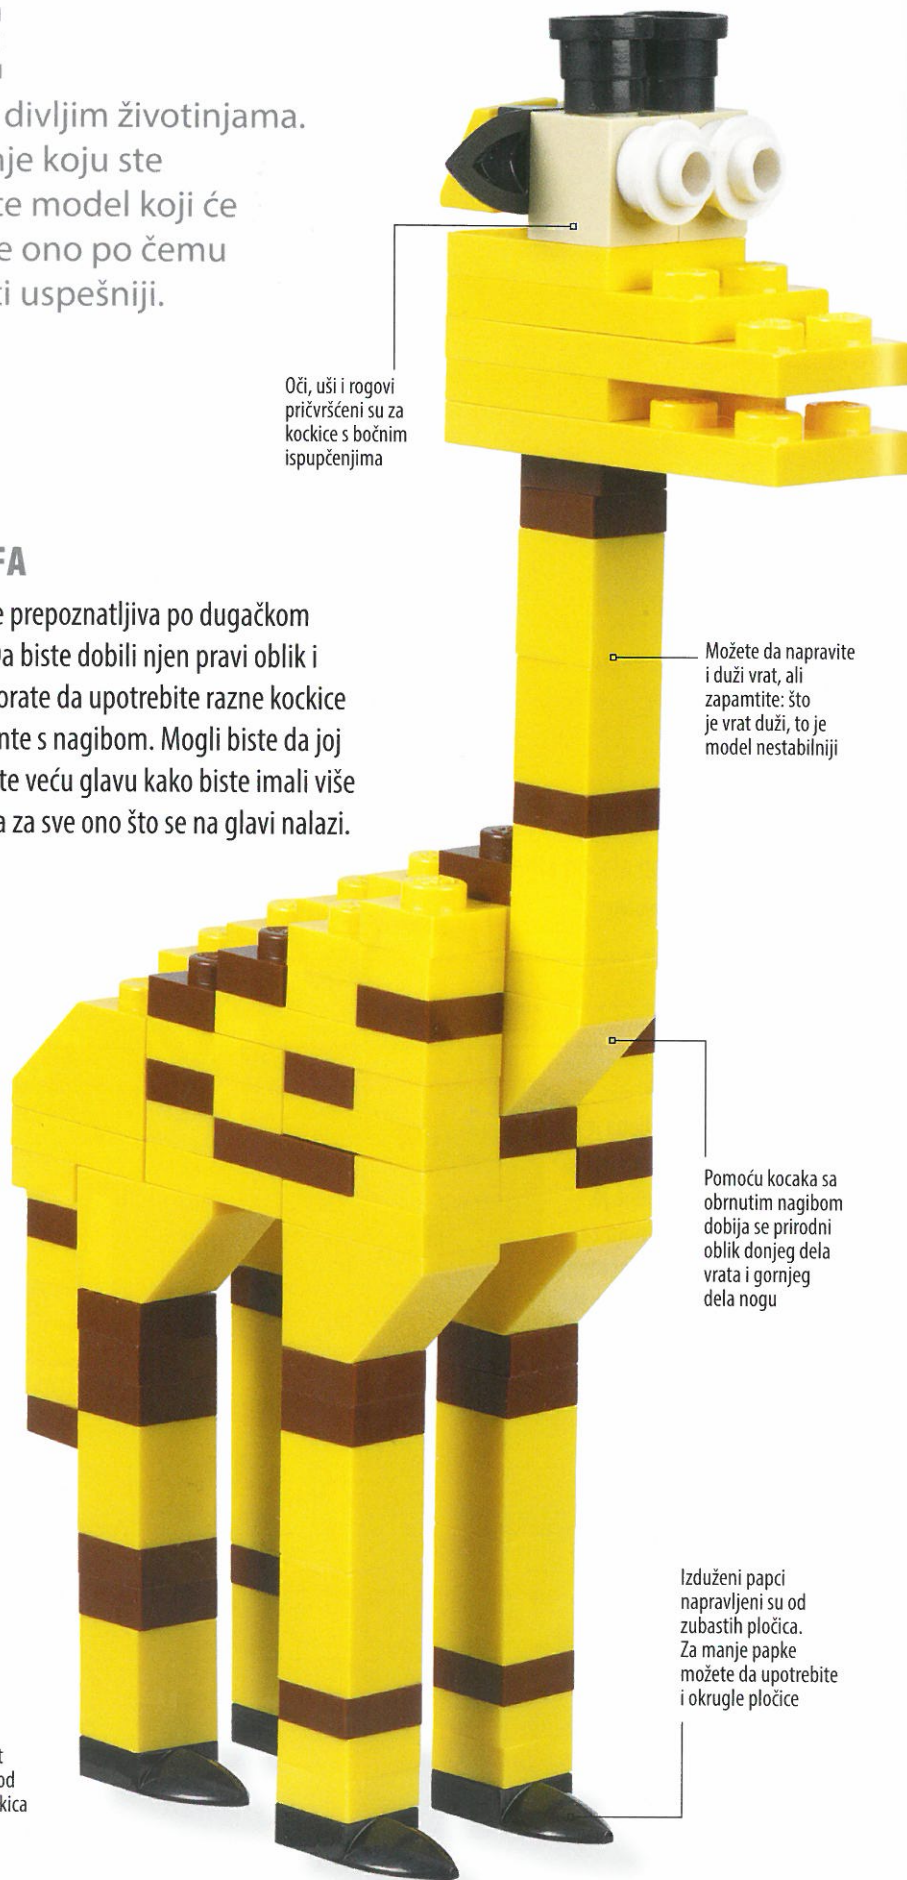 divljim životinjama.
nje koju ste
te model koji će
e ono po čemu
ti uspešniji.
Oči, uši i rogovi
pričvršćeni su za
kockice s bočnim
ispupčenjima
FA
e prepoznatljiva po dugačkom
Da biste dobili njen pravi oblik i
orate da upotrebite razne kockice
nte s nagibom. Mogli biste da joj
te veću glavu kako biste imali više
a za sve ono što se na glavi nalazi.
Možete da napravite
i duži vrat, ali
zapamtite: što
je vrat duži, to je
model nestabilniji
Pomoću kocaka sa
obrnutim nagibom
dobija se prirodni
oblik donjeg dela
vrata i gornjeg
dela nogu
Izduženi papci
napravljeni su od
zubastih pločica.
Za manje papke
možete da upotrebite
i okrugle pločice
t
od
kica